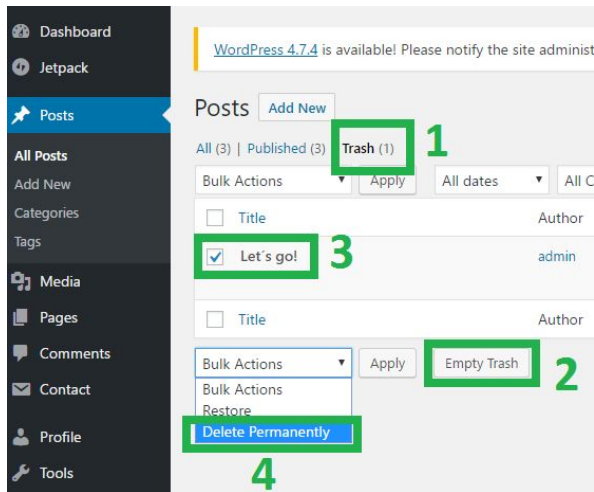 Dashboard
Jetpack
Posts
All Posts
Add New
Categories
Tags
Media
Pages
Comments
Contact
Profile
Tools
WordPress 4.7.4 is available! Please notify the site administ
Posts Add New
All (3) | Published (3) Trash (1) 1
Bulk Actions Apply All dates All C
Title Author
Let´s go! 3 admin
Title Author
Bulk Actions Apply Empty Trash 2
Bulk Actions
Restore
Delete Permanently
4